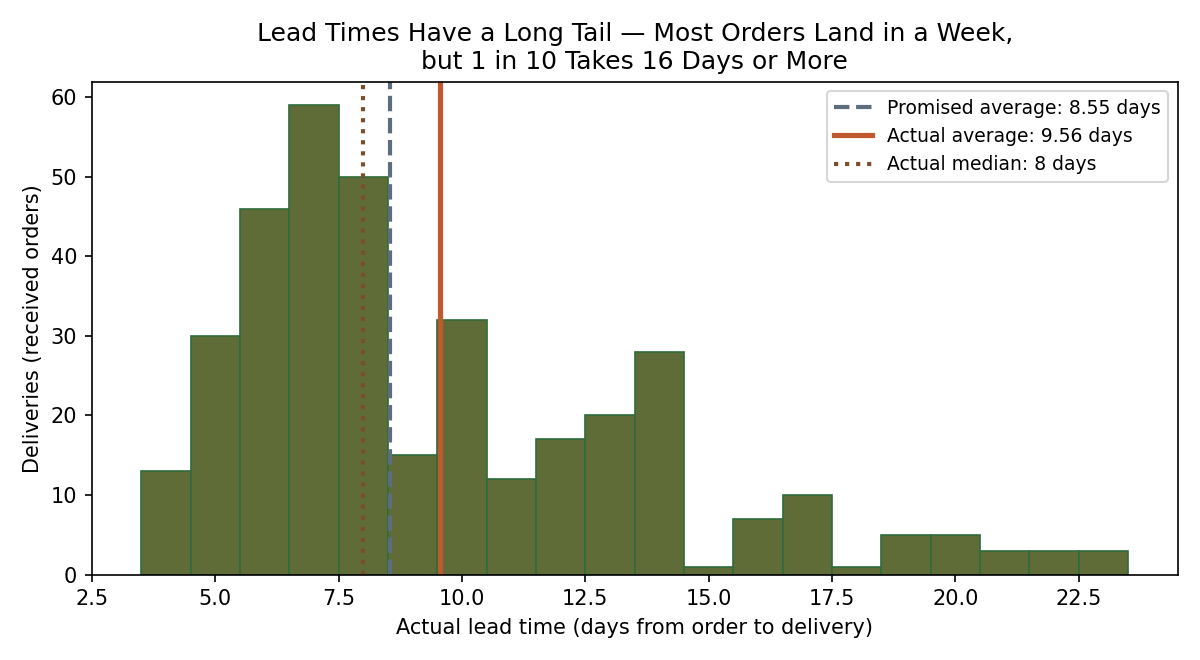 Lead Times Have a Long Tail — Most Orders Land in a Week,
but 1 in 10 Takes 16 Days or More
Promised average: 8.55 days
Actual average: 9.56 days
Actual median: 8 days
Deliveries (received orders)
60
50
40
30
20
10
0
2.5 5.0 7.5 10.0 12.5 15.0 17.5 20.0 22.5
Actual lead time (days from order to delivery)